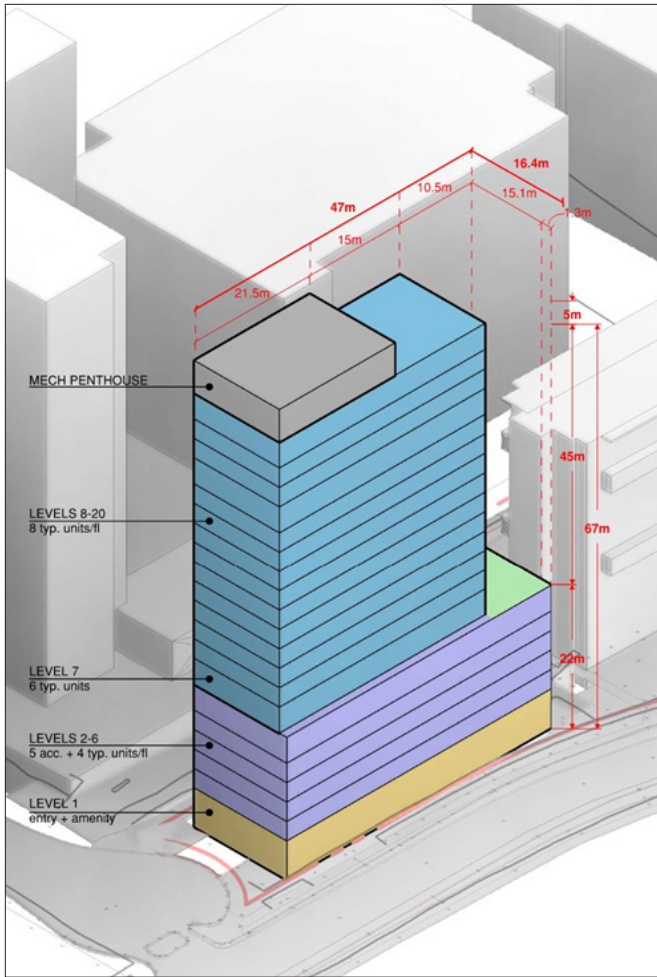 16.4m
10.5m
15.1m
47m
1.3m
15m
21.5m
5m
MECH PENTHOUSE
45m
LEVELS 8-20
8 typ. units/fl
67m
22m
LEVEL 7
6 typ. units
LEVELS 2-6
5 acc. + 4 typ. units/fl
LEVEL 1
entry + amenity